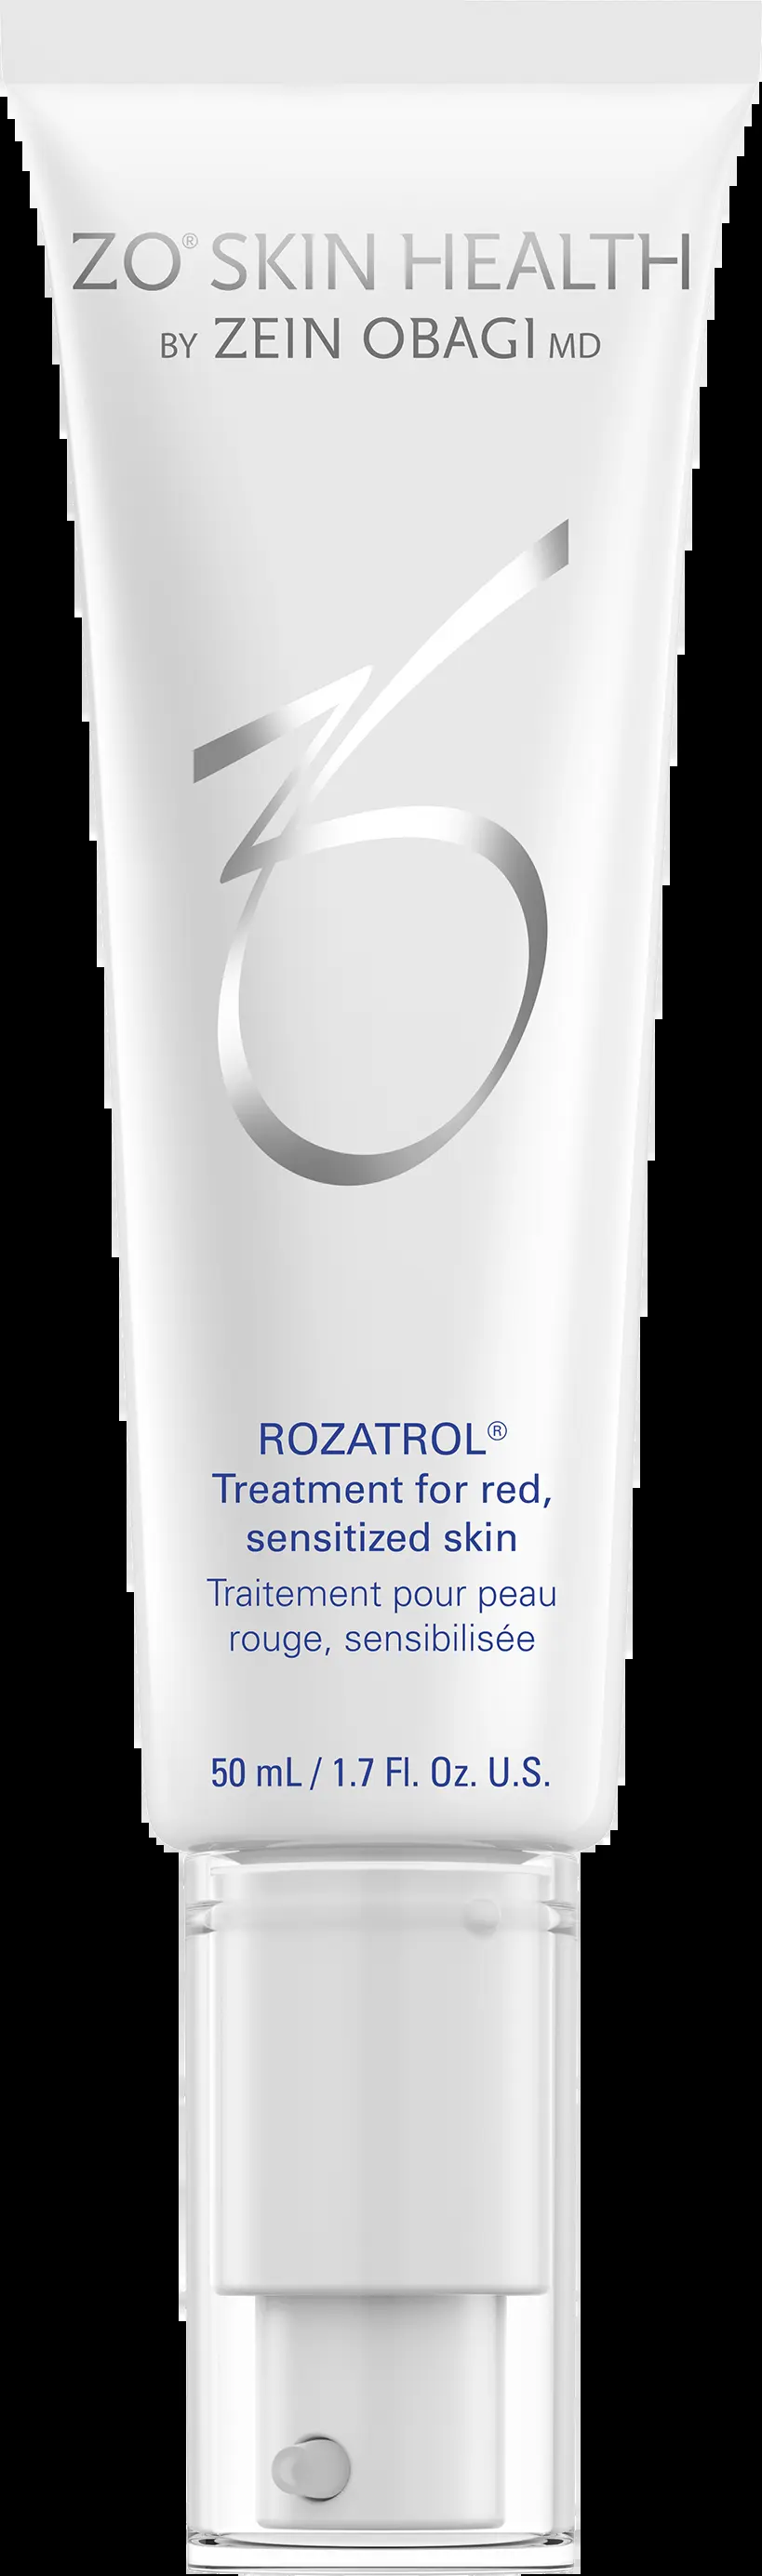 ZO® SKIN HEALTH
BY ZEIN OBAGI MD
ROZATROL®
Treatment for red,
sensitized skin
Traitement pour peau
rouge, sensibilisée
50 mL / 1.7 Fl. Oz. U.S.